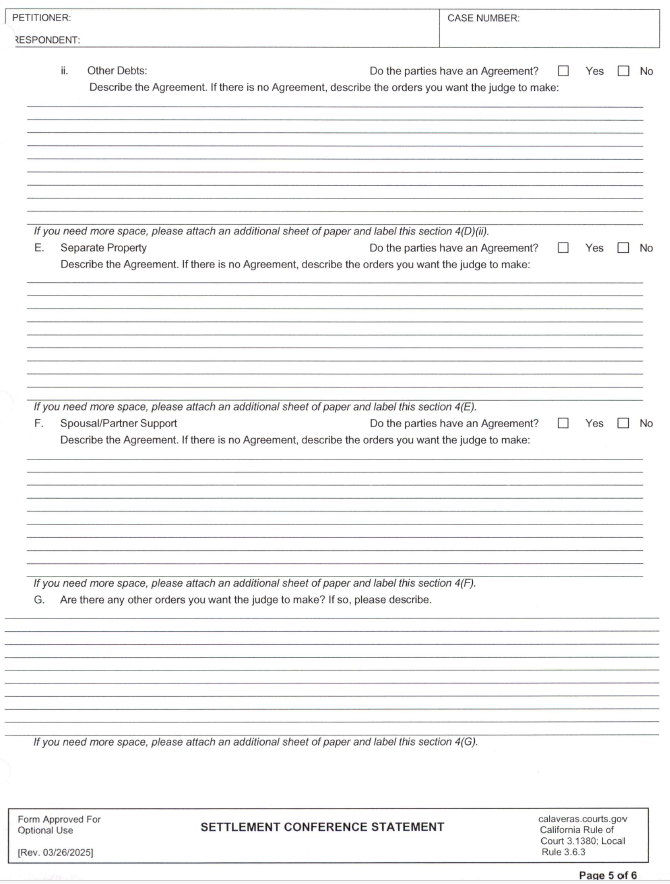 PETITIONER:
CASE NUMBER:
RESPONDENT:
ii. Other Debts: Do the parties have an Agreement? Yes No
Describe the Agreement. If there is no Agreement, describe the orders you want the judge to make:
If you need more space, please attach an additional sheet of paper and label this section 4(D)(ii).
E. Separate Property Do the parties have an Agreement? Yes No
Describe the Agreement. If there is no Agreement, describe the orders you want the judge to make:
If you need more space, please attach an additional sheet of paper and label this section 4(E).
F. Spousal/Partner Support Do the parties have an Agreement? Yes No
Describe the Agreement. If there is no Agreement, describe the orders you want the judge to make:
If you need more space, please attach an additional sheet of paper and label this section 4(F).
G. Are there any other orders you want the judge to make? If so, please describe.
If you need more space, please attach an additional sheet of paper and label this section 4(G).
Form Approved For
Optional Use
[Rev. 03/26/2025]
SETTLEMENT CONFERENCE STATEMENT
calaveras.courts.gov
California Rule of
Court 3.1380; Locall
Rule 3.6.3
Page 5 of 6